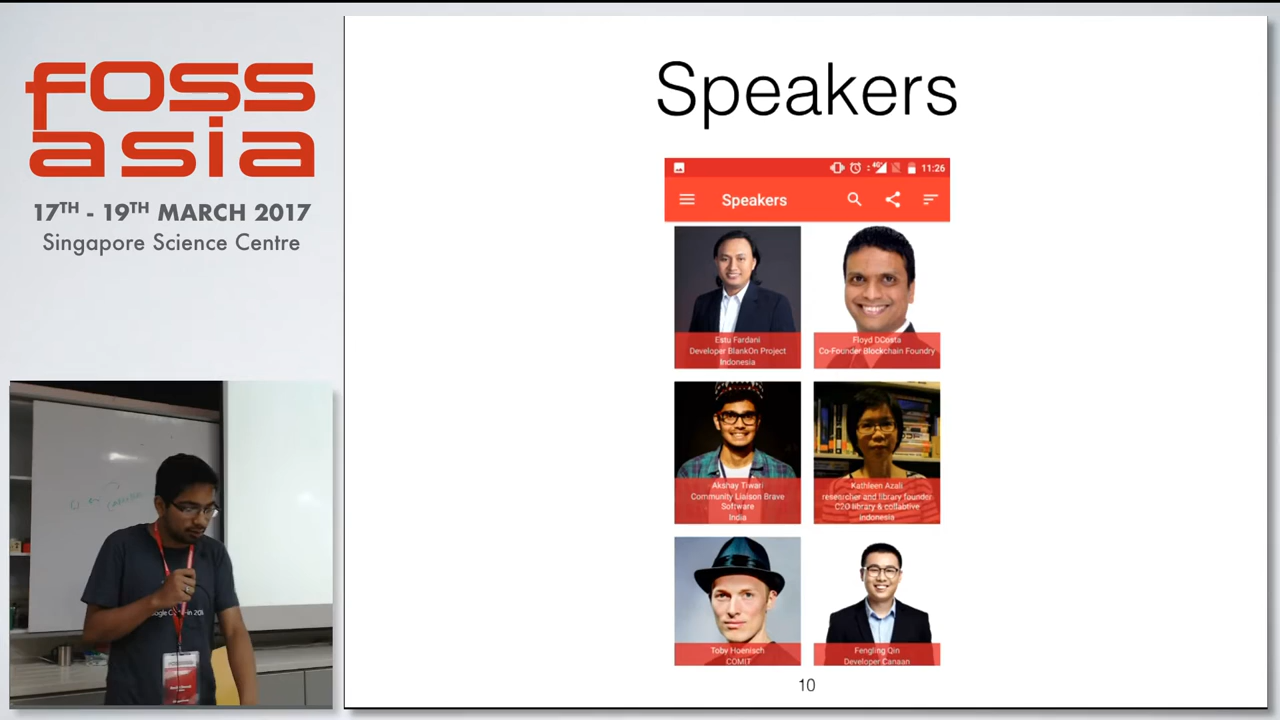 foss
asia
17TH - 19TH MARCH 2017
Singapore Science Centre
Speakers
11:26
Speakers
Estu Fardani
Developer BlankOn Project
Indonesia
Floyd DCosta
Co-Founder Blockchain Foundry
Akshay Tiwari
Community Liaison Brave
Software
India
Kathleen Azali
researcher and library founder
C2O library & collabtive
Indonesia
Toby Hoenisch
COMIT
Fengling Qin
Developer Canaan
10